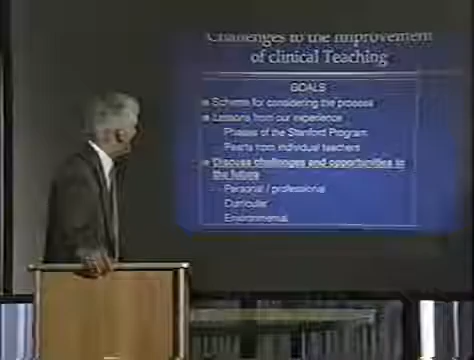 Challenges to the Improvement
of clinical Teaching
GOALS
Scheme for considering the process
Lessons from our experience
Phases of the Stanford Program
Pearls from individual teachers
Discuss challenges and opportunities in
the future
- Personal / professional
Curricular
Environmental